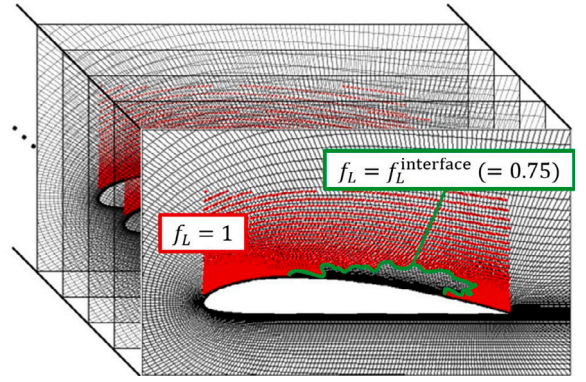 f_L = f_L^interface (= 0.75)
f_L = 1